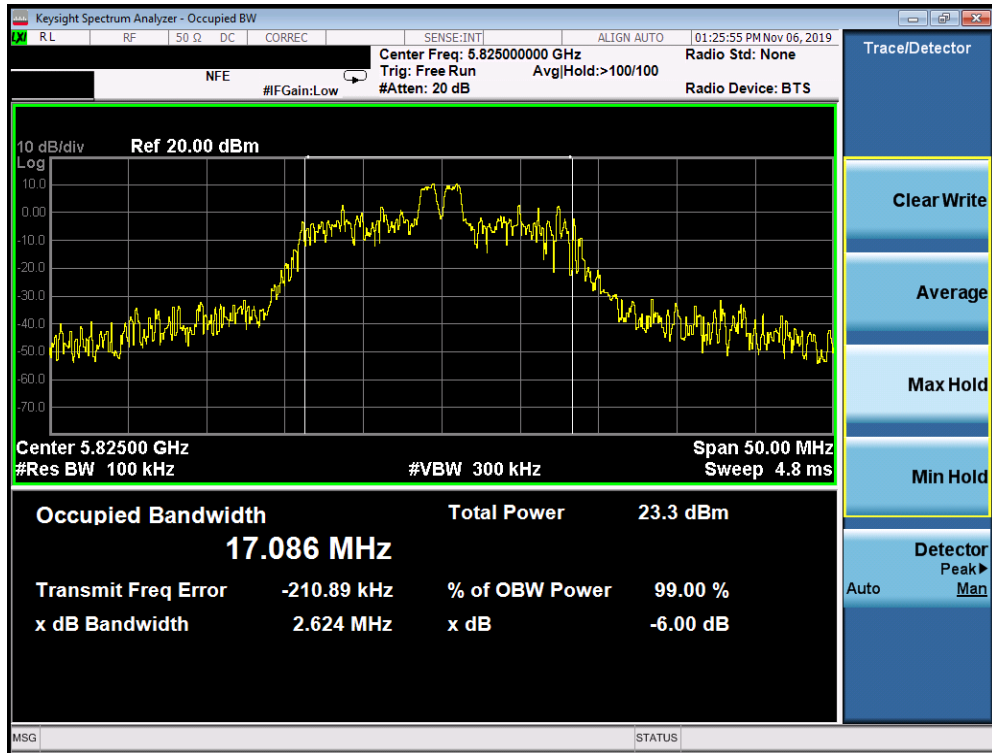 Keysight Spectrum Analyzer - Occupied BW
LXI RL RF 50 Ω DC CORREC SENSE:INT ALIGN AUTO 01:25:55 PM Nov 06, 2019
Center Freq: 5.825000000 GHz Radio Std: None
NFE Trig: Free Run Avg|Hold:>100/100
#IFGain:Low #Atten: 20 dB Radio Device: BTS
10 dB/div Ref 20.00 dBm
Log
10.0
0.00
-10.0
-20.0
-30.0
-40.0
-50.0
-60.0
-70.0
Center 5.82500 GHz Span 50.00 MHz
#Res BW 100 kHz #VBW 300 kHz Sweep 4.8 ms
Occupied Bandwidth Total Power 23.3 dBm
17.086 MHz
Transmit Freq Error -210.89 kHz % of OBW Power 99.00 %
x dB Bandwidth 2.624 MHz x dB -6.00 dB
MSG STATUS
Trace/Detector
Clear Write
Average
Max Hold
Min Hold
Detector
Peak▶
Auto Man